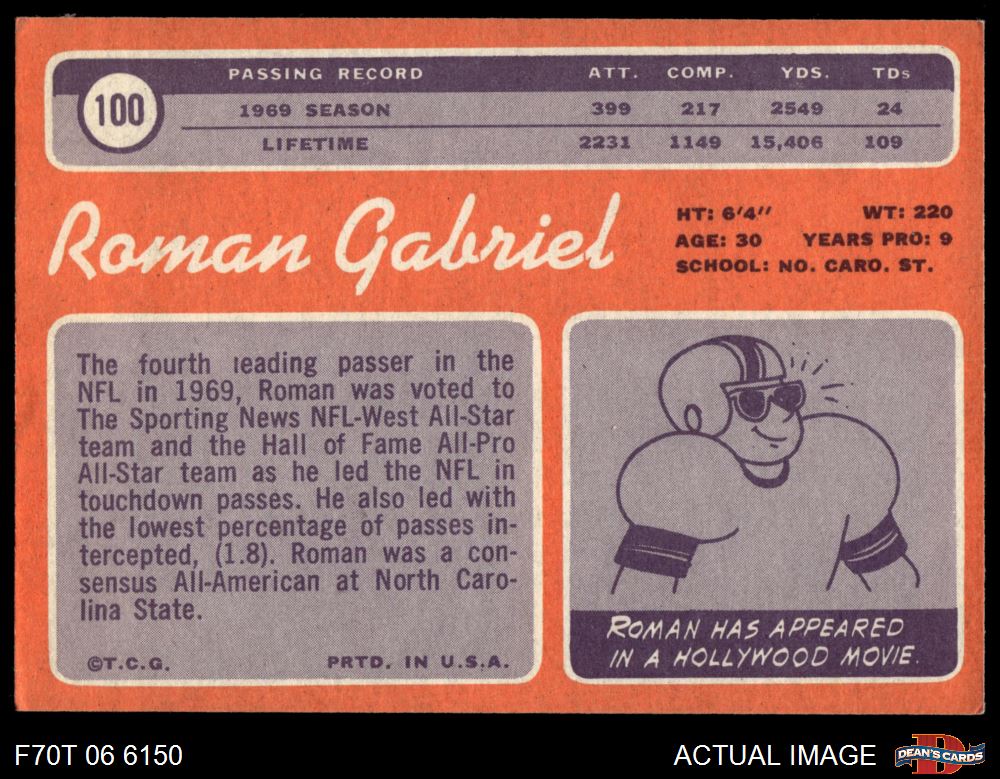 PASSING RECORD ATT. COMP. YDS. TDs
100
1969 SEASON 399 217 2549 24
LIFETIME 2231 1149 15,406 109
Roman Gabriel
HT: 6'4" WT: 220
AGE: 30 YEARS PRO: 9
SCHOOL: NO. CARO. ST.
The fourth leading passer in the
NFL in 1969, Roman was voted to
The Sporting News NFL-West All-Star
team and the Hall of Fame All-Pro
All-Star team as he led the NFL in
touchdown passes. He also led with
the lowest percentage of passes in-
tercepted, (1.8). Roman was a con-
sensus All-American at North Caro-
lina State.
©T.C.G. PRTD. IN U.S.A.
ROMAN HAS APPEARED
IN A HOLLYWOOD MOVIE.
F70T 06 6150 ACTUAL IMAGE DEAN'S CARDS